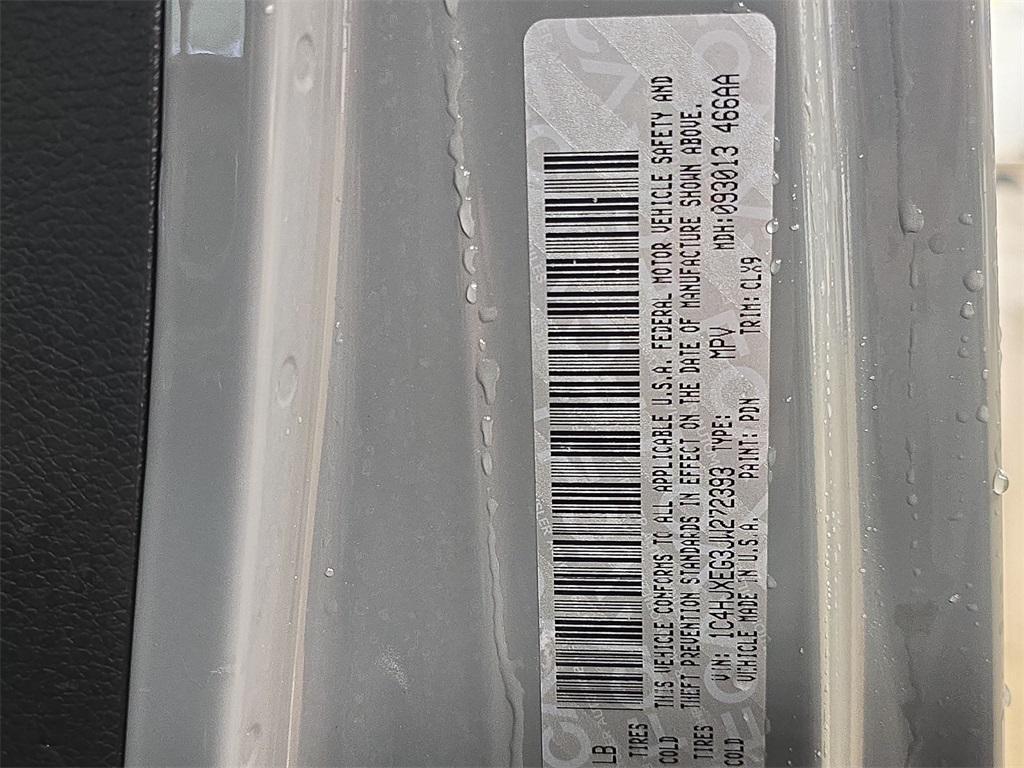 LB
TIRES
COLD
TIRES
COLD
THIS VEHICLE CONFORMS TO ALL APPLICABLE U.S.A. FEDERAL MOTOR VEHICLE SAFETY AND
THEFT PREVENTION STANDARDS IN EFFECT ON THE DATE OF MANUFACTURE SHOWN ABOVE.
VIN: 1C4HJXEG3JW272393 TYPE: MPV MDH:093013 466AA
VEHICLE MADE IN U.S.A. PAINT: PDN TRIM: CLX9